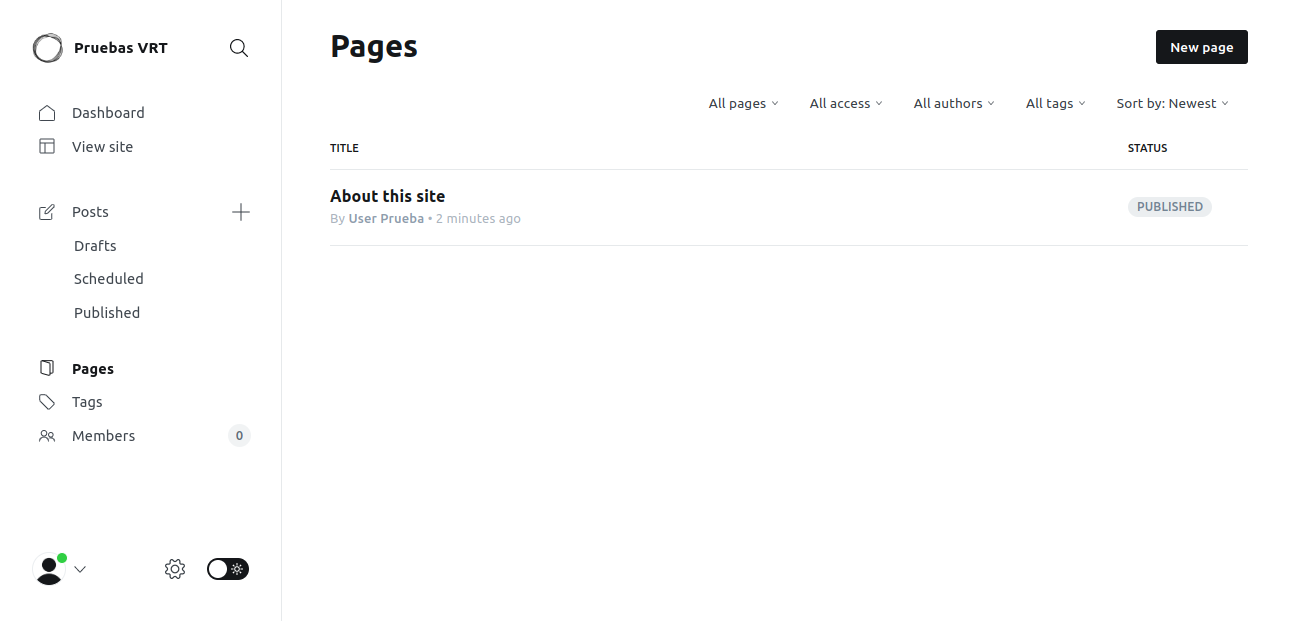 Pruebas VRT
Dashboard
View site
Posts
Drafts
Scheduled
Published
Pages
Tags
Members 0
Pages
New page
All pages All access All authors All tags Sort by: Newest
TITLE STATUS
About this site
By User Prueba • 2 minutes ago
PUBLISHED